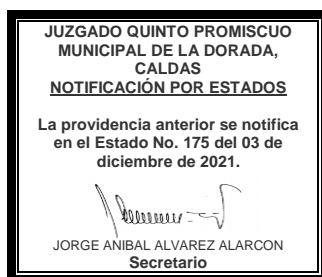 JUZGADO QUINTO PROMISCUO
MUNICIPAL DE LA DORADA,
CALDAS
NOTIFICACIÓN POR ESTADOS
La providencia anterior se notifica
en el Estado No. 175 del 03 de
diciembre de 2021.
JORGE ANIBAL ALVAREZ ALARCON
Secretario